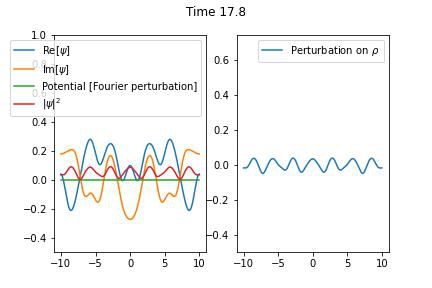 Time 17.8
Re[ψ]
Im[ψ]
Potential [Fourier perturbation]
|ψ|²
Perturbation on ρ
1.0
0.8
0.6
0.4
0.2
0.0
−0.2
−0.4
−10 −5 0 5 10
0.6
0.4
0.2
0.0
−0.2
−0.4
−10 −5 0 5 10